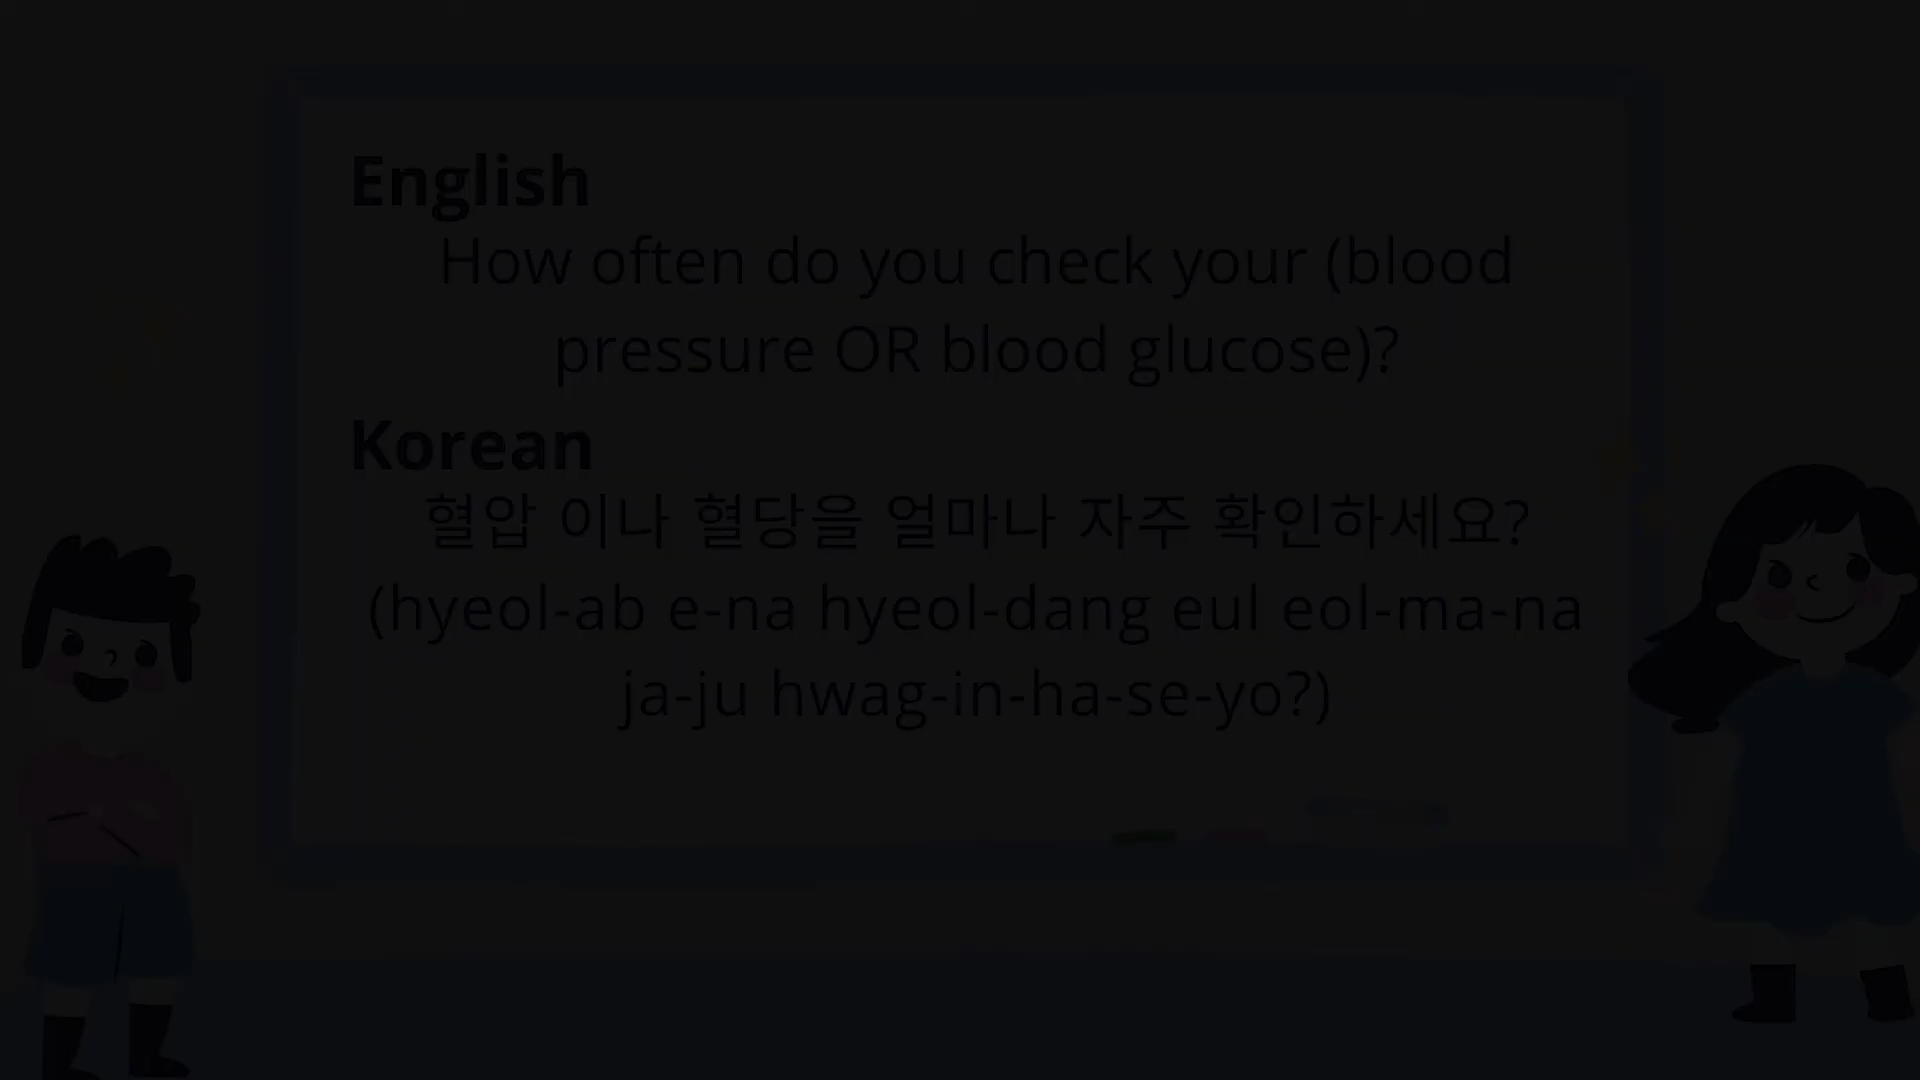 English
How often do you check your (blood
pressure OR blood glucose)?
Korean
혈압 이나 혈당을 얼마나 자주 확인하세요?
(hyeol-ab e-na hyeol-dang eul eol-ma-na
ja-ju hwag-in-ha-se-yo?)